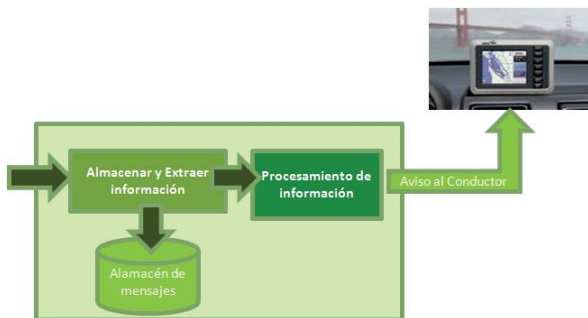 Almacenar y Extraer
información
Procesamiento de
información
Aviso al Conductor
Alamacén de
mensajes